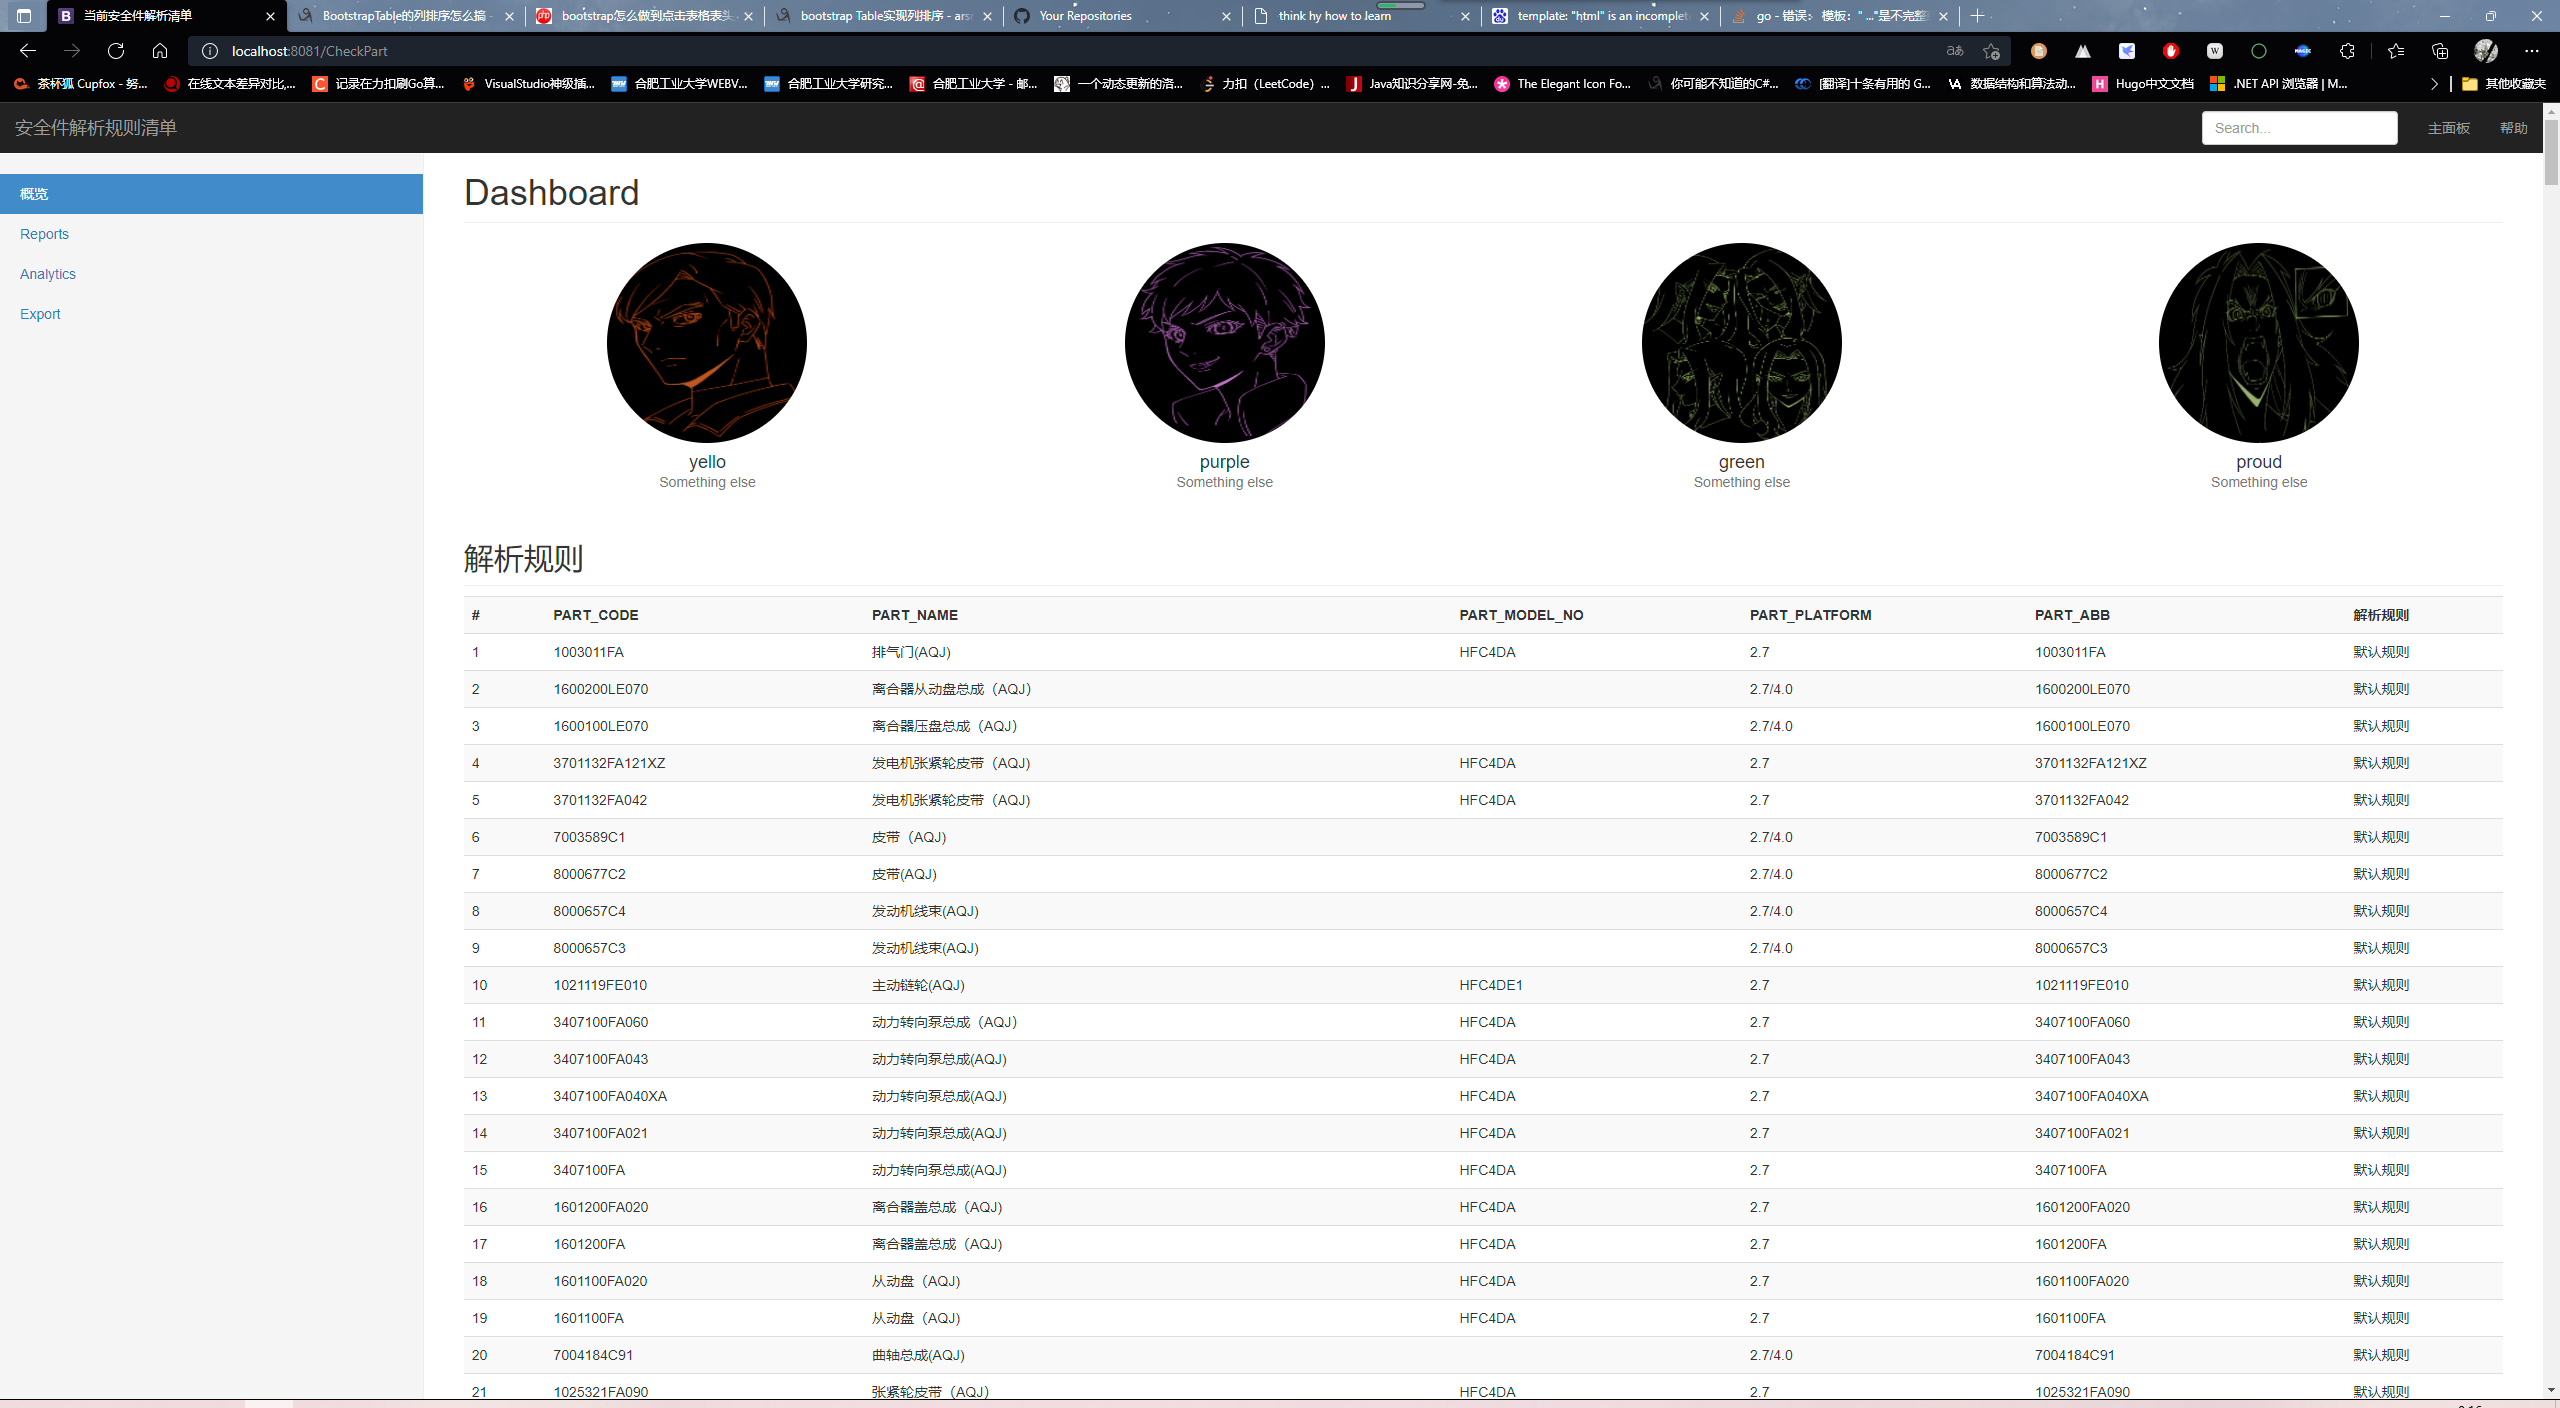 当前安全件解析清单
BootstrapTable的列排序怎么搞 -
bootstrap怎么做到点击表格表头
bootstrap Table实现列排序 - ars
Your Repositories
think hy how to learn
template: "html" is an incomplet
go - 错误： 模板： " ..."是不完整
localhost:8081/CheckPart
茶杯狐 Cupfox - 努...
在线文本差异对比,...
记录在力扣刷Go算...
VisualStudio神级插...
合肥工业大学WEBV...
合肥工业大学研究...
合肥工业大学 - 邮...
一个动态更新的洛...
力扣（LeetCode）...
Java知识分享网-免...
The Elegant Icon Fo...
你可能不知道的C#...
[翻译]十条有用的 G...
数据结构和算法动...
Hugo中文文档
.NET API 浏览器 | M...
其他收藏夹
安全件解析规则清单
Search...
主面板
帮助
概览
Reports
Analytics
Export
Dashboard
yello
Something else
purple
Something else
green
Something else
proud
Something else
解析规则
# PART_CODE PART_NAME PART_MODEL_NO PART_PLATFORM PART_ABB 解析规则
1 1003011FA 排气门(AQJ) HFC4DA 2.7 1003011FA 默认规则
2 1600200LE070 离合器从动盘总成（AQJ） 2.7/4.0 1600200LE070 默认规则
3 1600100LE070 离合器压盘总成（AQJ） 2.7/4.0 1600100LE070 默认规则
4 3701132FA121XZ 发电机张紧轮皮带（AQJ） HFC4DA 2.7 3701132FA121XZ 默认规则
5 3701132FA042 发电机张紧轮皮带（AQJ） HFC4DA 2.7 3701132FA042 默认规则
6 7003589C1 皮带（AQJ） 2.7/4.0 7003589C1 默认规则
7 8000677C2 皮带(AQJ) 2.7/4.0 8000677C2 默认规则
8 8000657C4 发动机线束(AQJ) 2.7/4.0 8000657C4 默认规则
9 8000657C3 发动机线束(AQJ) 2.7/4.0 8000657C3 默认规则
10 1021119FE010 主动链轮(AQJ) HFC4DE1 2.7 1021119FE010 默认规则
11 3407100FA060 动力转向泵总成（AQJ） HFC4DA 2.7 3407100FA060 默认规则
12 3407100FA043 动力转向泵总成(AQJ) HFC4DA 2.7 3407100FA043 默认规则
13 3407100FA040XA 动力转向泵总成(AQJ) HFC4DA 2.7 3407100FA040XA 默认规则
14 3407100FA021 动力转向泵总成(AQJ) HFC4DA 2.7 3407100FA021 默认规则
15 3407100FA 动力转向泵总成(AQJ) HFC4DA 2.7 3407100FA 默认规则
16 1601200FA020 离合器盖总成（AQJ） HFC4DA 2.7 1601200FA020 默认规则
17 1601200FA 离合器盖总成（AQJ） HFC4DA 2.7 1601200FA 默认规则
18 1601100FA020 从动盘（AQJ） HFC4DA 2.7 1601100FA020 默认规则
19 1601100FA 从动盘（AQJ） HFC4DA 2.7 1601100FA 默认规则
20 7004184C91 曲轴总成(AQJ) 2.7/4.0 7004184C91 默认规则
21 1025321FA090 张紧轮皮带（AQJ） HFC4DA 2.7 1025321FA090 默认规则